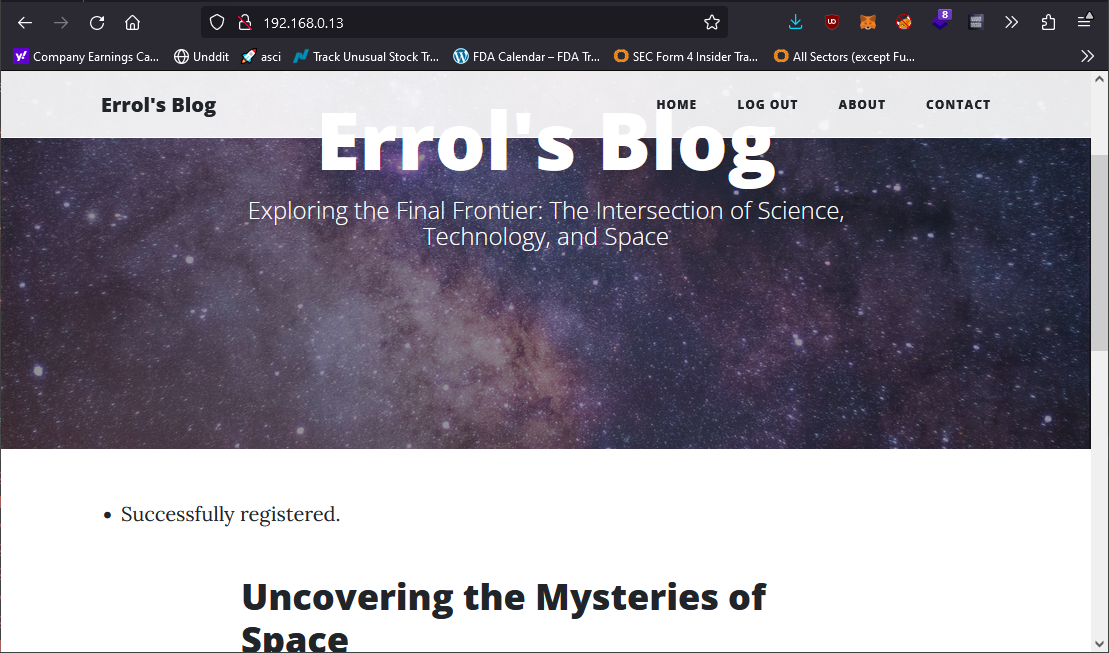 192.168.0.13
8
Company Earnings Ca...
Unddit
asci
Track Unusual Stock Tr...
FDA Calendar – FDA Tr...
SEC Form 4 Insider Tra...
All Sectors (except Fu...
Errol's Blog
HOME
LOG OUT
ABOUT
CONTACT
Errol's Blog
Exploring the Final Frontier: The Intersection of Science,
Technology, and Space
Successfully registered.
Uncovering the Mysteries of
Space